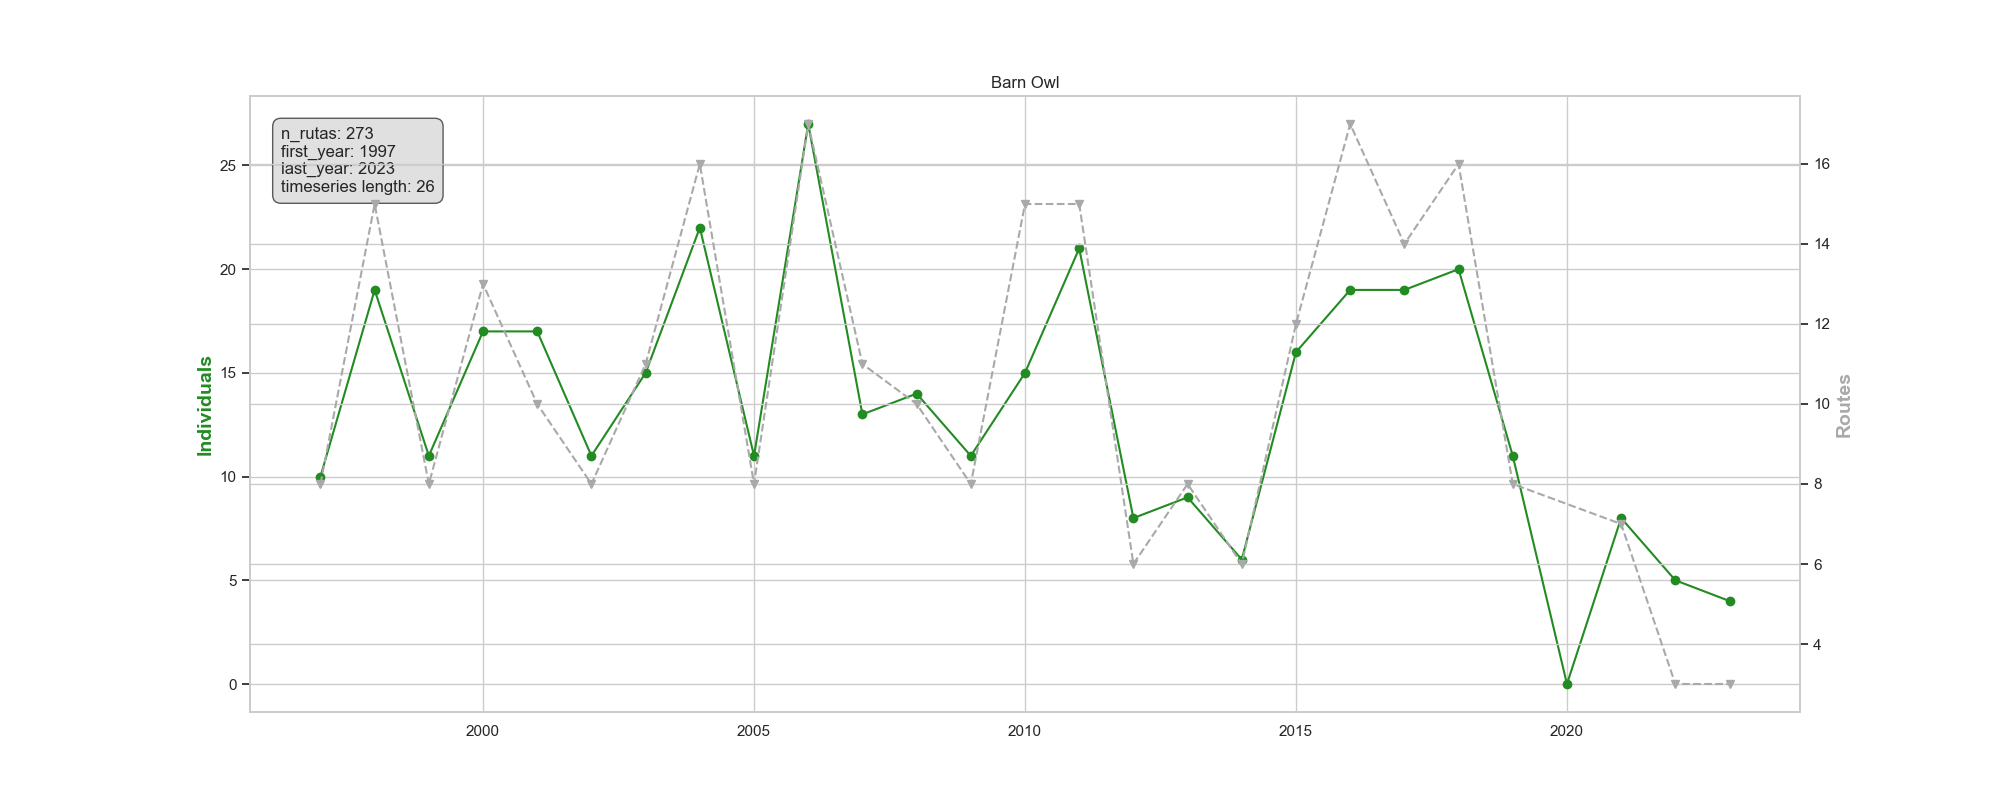 Barn Owl
n_rutas: 273
first_year: 1997
last_year: 2023
timeseries length: 26
25
20
15
10
5
0
Individuals
16
14
12
10
8
6
4
Routes
2000
2005
2010
2015
2020